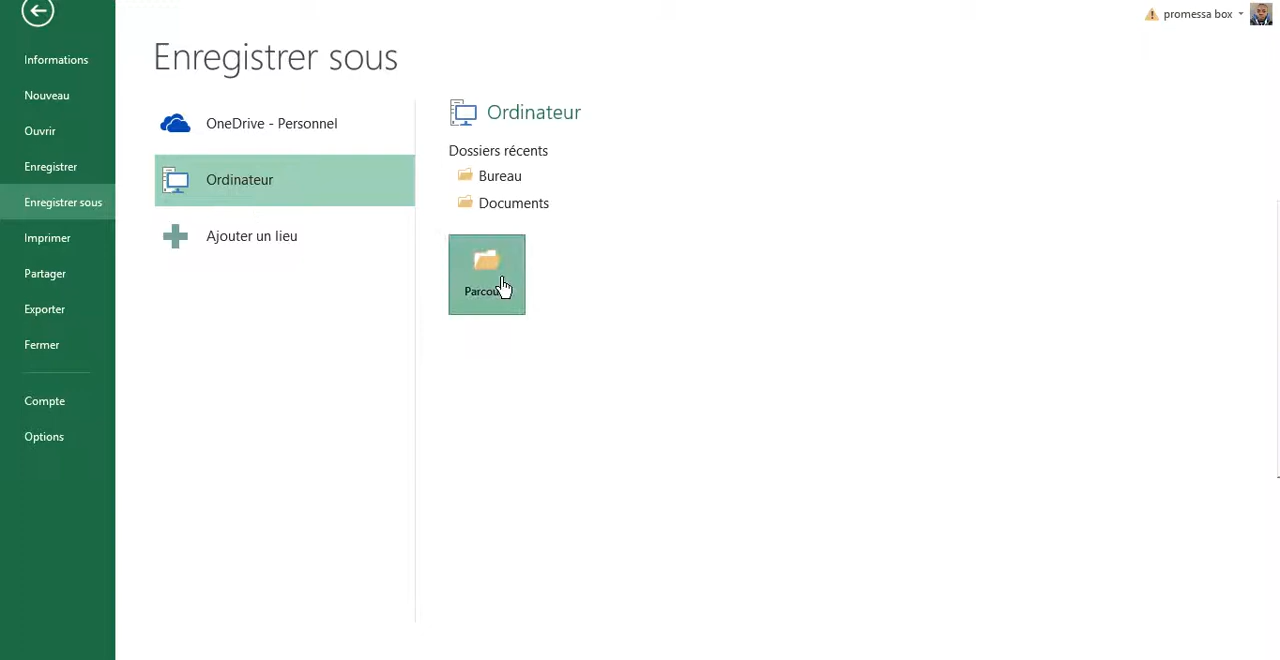 promessa box
Informations
Nouveau
Ouvrir
Enregistrer
Enregistrer sous
Imprimer
Partager
Exporter
Fermer
Compte
Options
Enregistrer sous
OneDrive - Personnel
Ordinateur
Ajouter un lieu
Ordinateur
Dossiers récents
Bureau
Documents